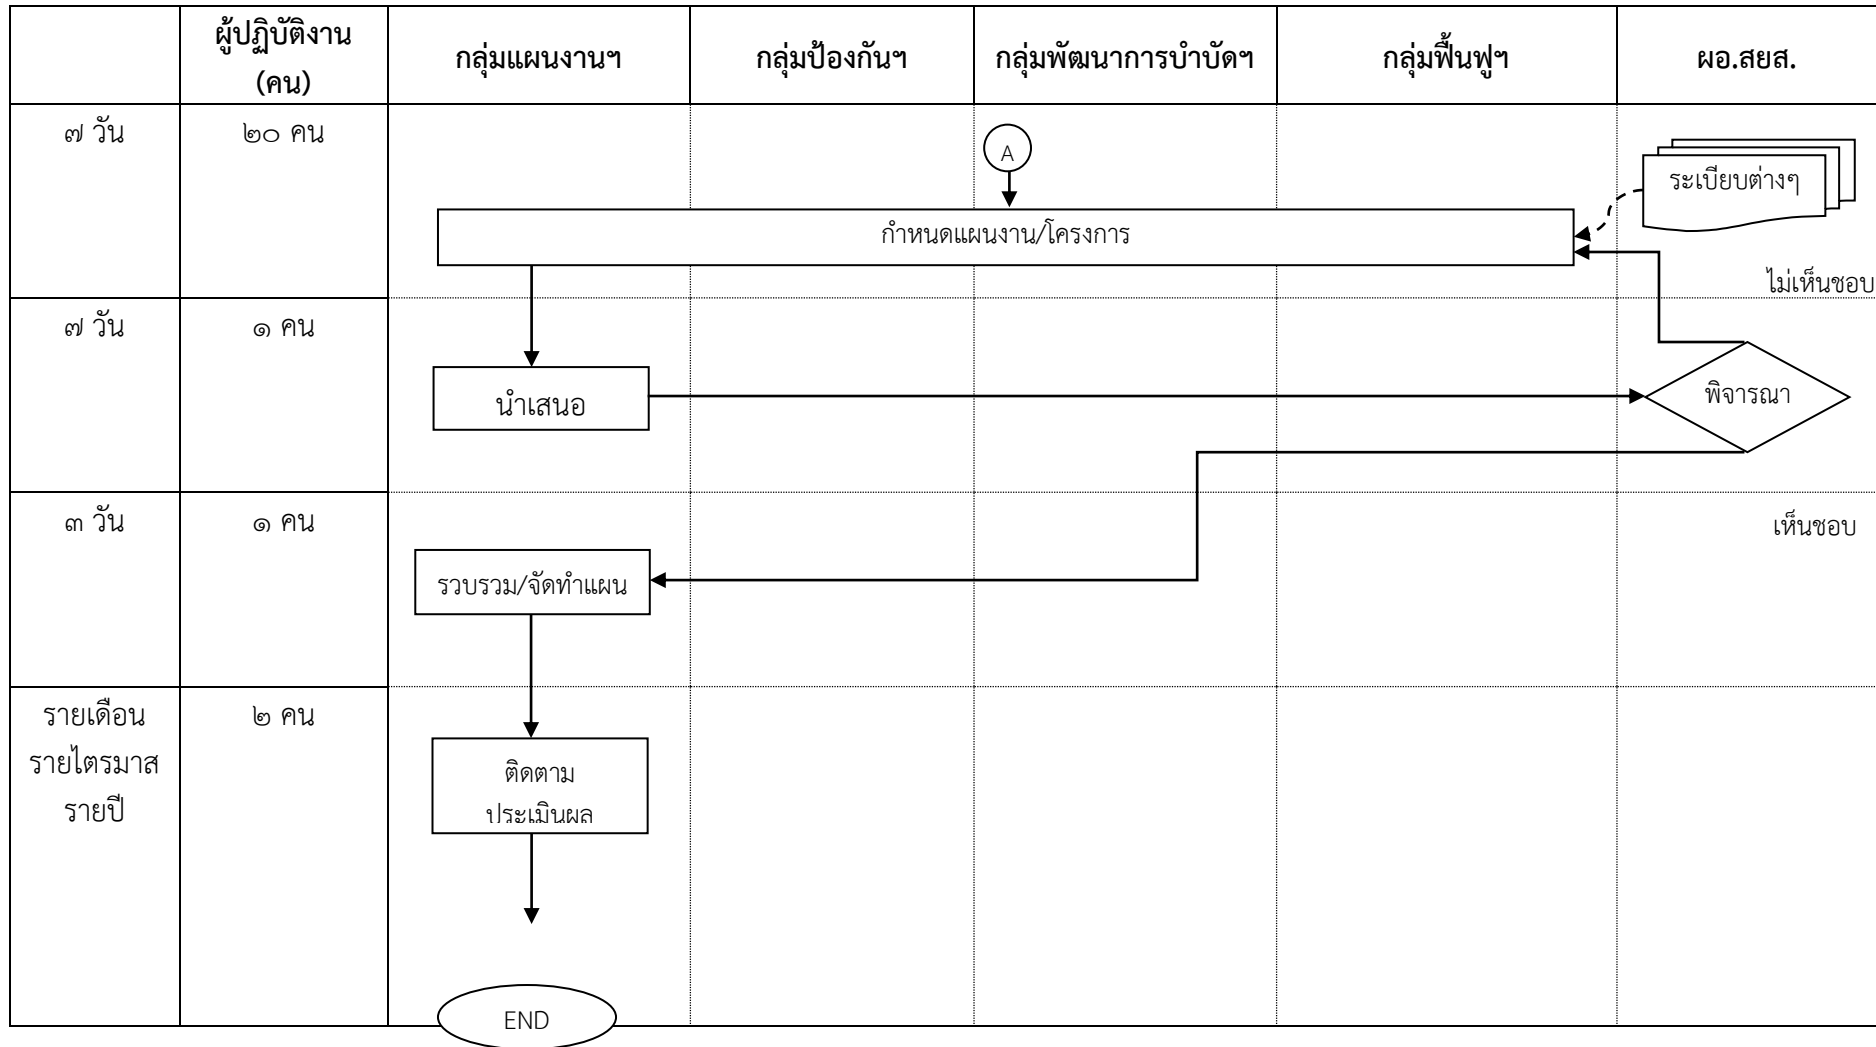 ผู้ปฏิบัติงาน
(คน)
กลุ่มแผนงานฯ
กลุ่มป้องกันฯ
กลุ่มพัฒนาการบำบัดฯ
กลุ่มฟื้นฟูฯ
ผอ.สยส.
๗ วัน
๒๐ คน
A
ระเบียบต่างๆ
กำหนดแผนงาน/โครงการ
ไม่เห็นชอบ
๗ วัน
๑ คน
นำเสนอ
พิจารณา
๓ วัน
๑ คน
เห็นชอบ
รวบรวม/จัดทำแผน
รายเดือน
รายไตรมาส
รายปี
๒ คน
ติดตาม
ประเมินผล
END